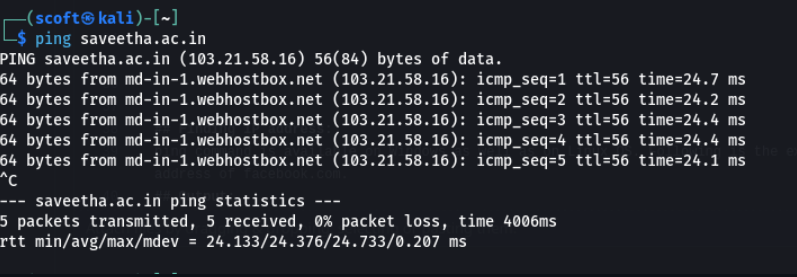 ┌──(scoft㉿kali)-[~]
└─$ ping saveetha.ac.in
PING saveetha.ac.in (103.21.58.16) 56(84) bytes of data.
64 bytes from md-in-1.webhostbox.net (103.21.58.16): icmp_seq=1 ttl=56 time=24.7 ms
64 bytes from md-in-1.webhostbox.net (103.21.58.16): icmp_seq=2 ttl=56 time=24.2 ms
64 bytes from md-in-1.webhostbox.net (103.21.58.16): icmp_seq=3 ttl=56 time=24.4 ms
64 bytes from md-in-1.webhostbox.net (103.21.58.16): icmp_seq=4 ttl=56 time=24.4 ms
64 bytes from md-in-1.webhostbox.net (103.21.58.16): icmp_seq=5 ttl=56 time=24.1 ms
address of facebook.com.
^C
--- saveetha.ac.in ping statistics ---
5 packets transmitted, 5 received, 0% packet loss, time 4006ms
rtt min/avg/max/mdev = 24.133/24.376/24.733/0.207 ms